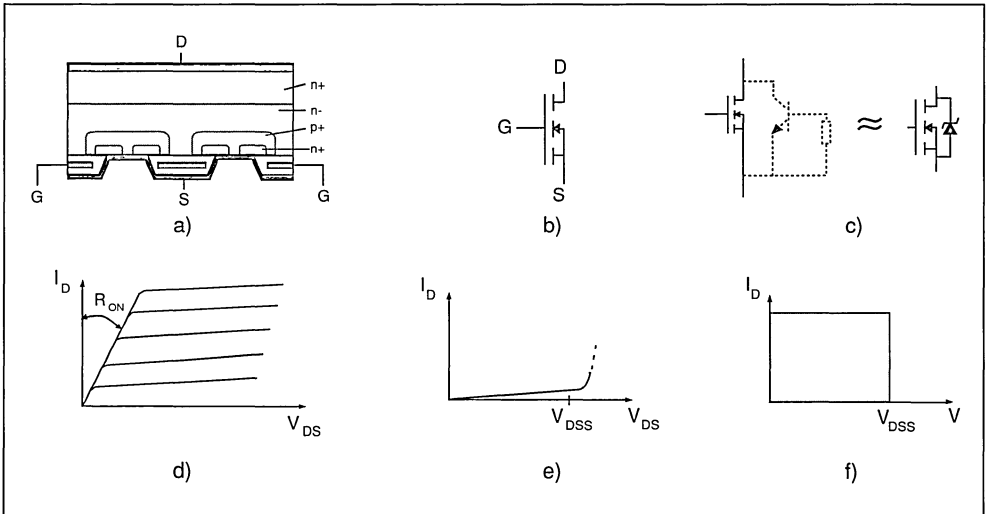 D
n+
n-
p+
n+
G
S
G
a)
D
G
S
b)
≈
c)
I_D
R_ON
V_DS
d)
I_D
V_DSS
V_DS
e)
I_D
V_DSS
V
f)